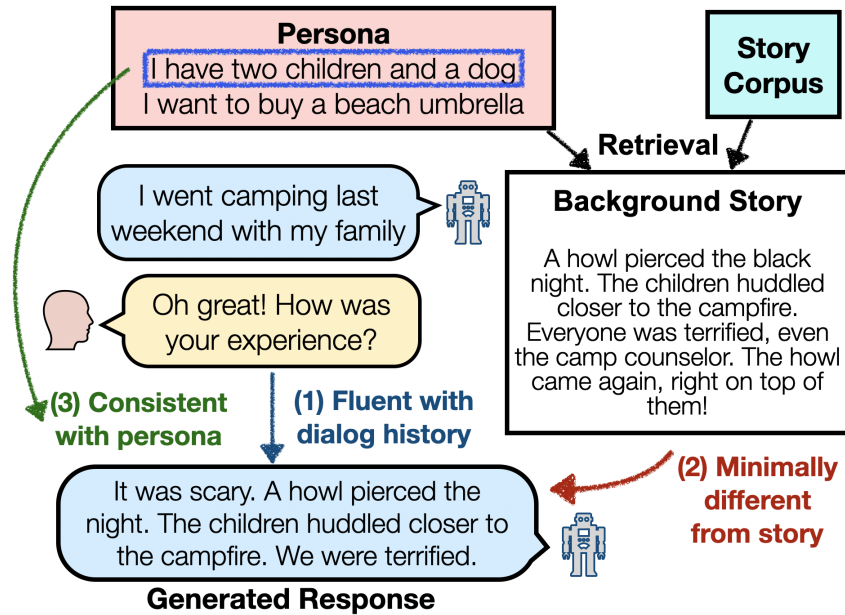 Persona
I have two children and a dog
I want to buy a beach umbrella
Story
Corpus
Retrieval
I went camping last
weekend with my family
Background Story
A howl pierced the black
night. The children huddled
closer to the campfire.
Everyone was terrified, even
the camp counselor. The howl
came again, right on top of
them!
Oh great! How was
your experience?
(3) Consistent
with persona
(1) Fluent with
dialog history
(2) Minimally
different
from story
It was scary. A howl pierced the
night. The children huddled closer to
the campfire. We were terrified.
Generated Response